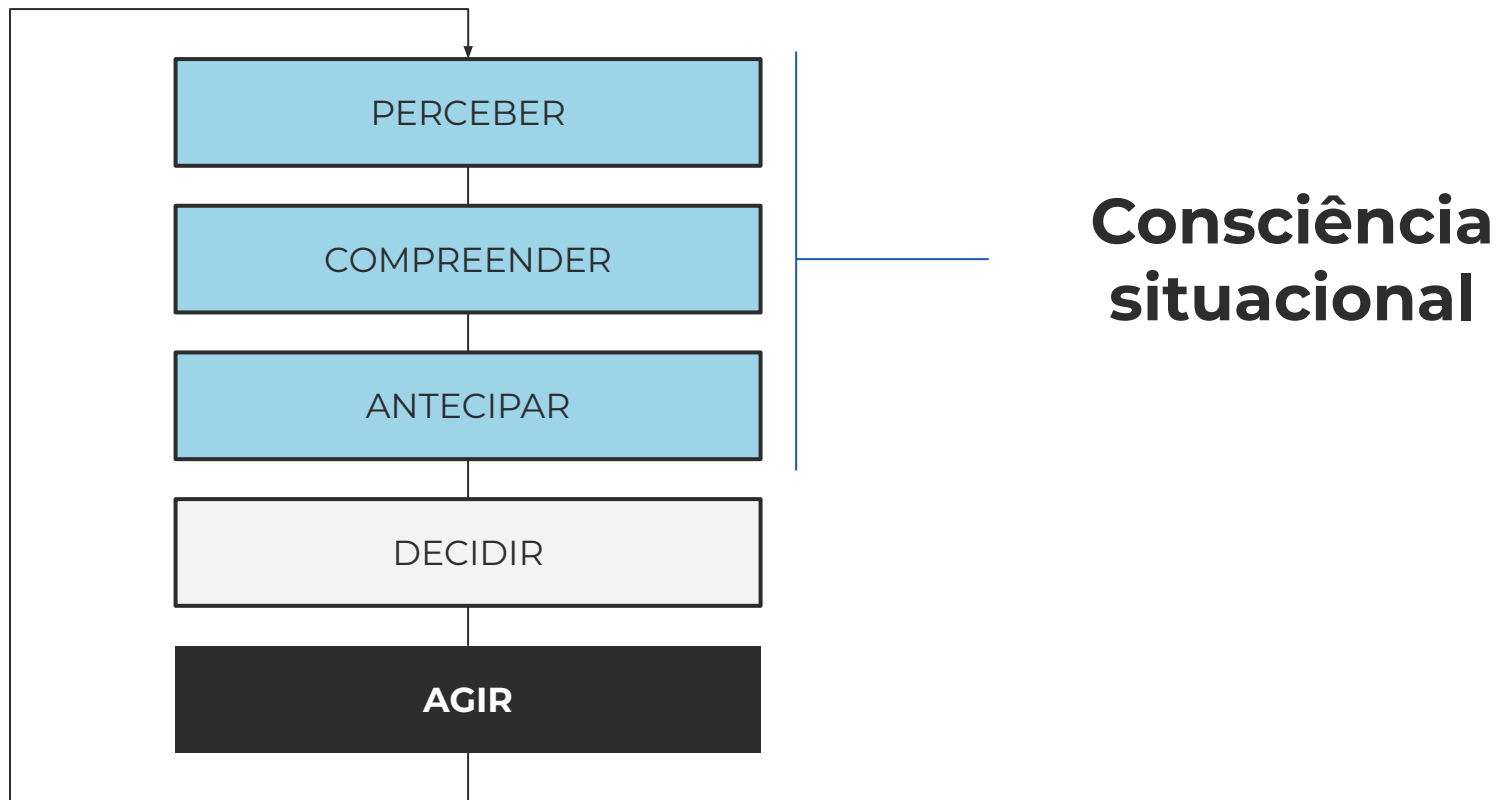 PERCEBER
COMPREENDER
ANTECIPAR
DECIDIR
AGIR
Consciência
situacional